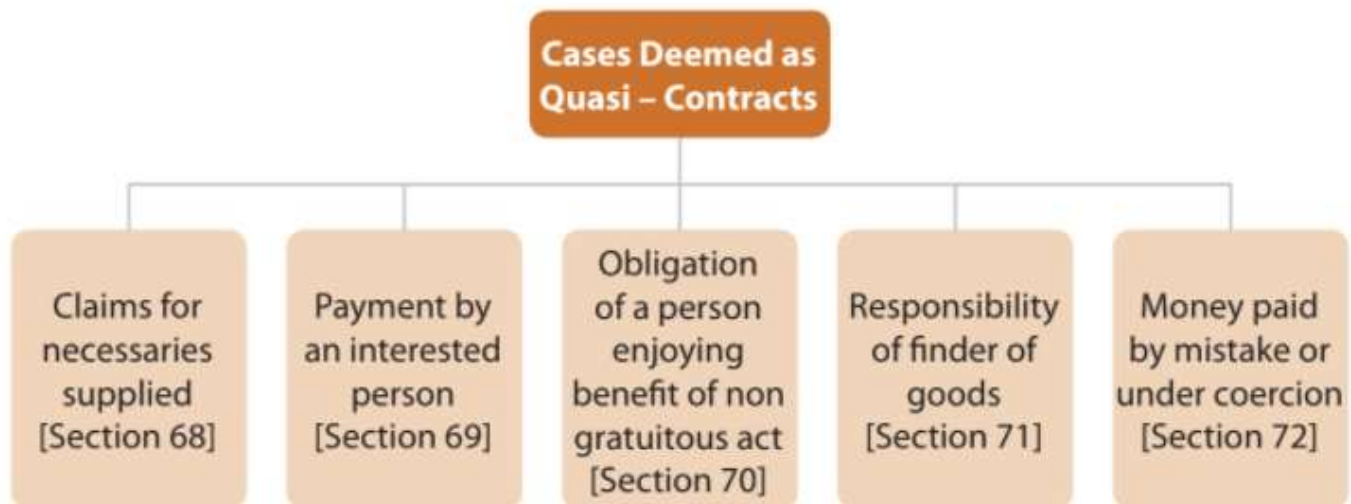 Cases Deemed as
Quasi – Contracts
Claims for
necessaries
supplied
[Section 68]
Payment by
an interested
person
[Section 69]
Obligation
of a person
enjoying
benefit of non
gratuitous act
[Section 70]
Responsibility
of finder of
goods
[Section 71]
Money paid
by mistake or
under coercion
[Section 72]